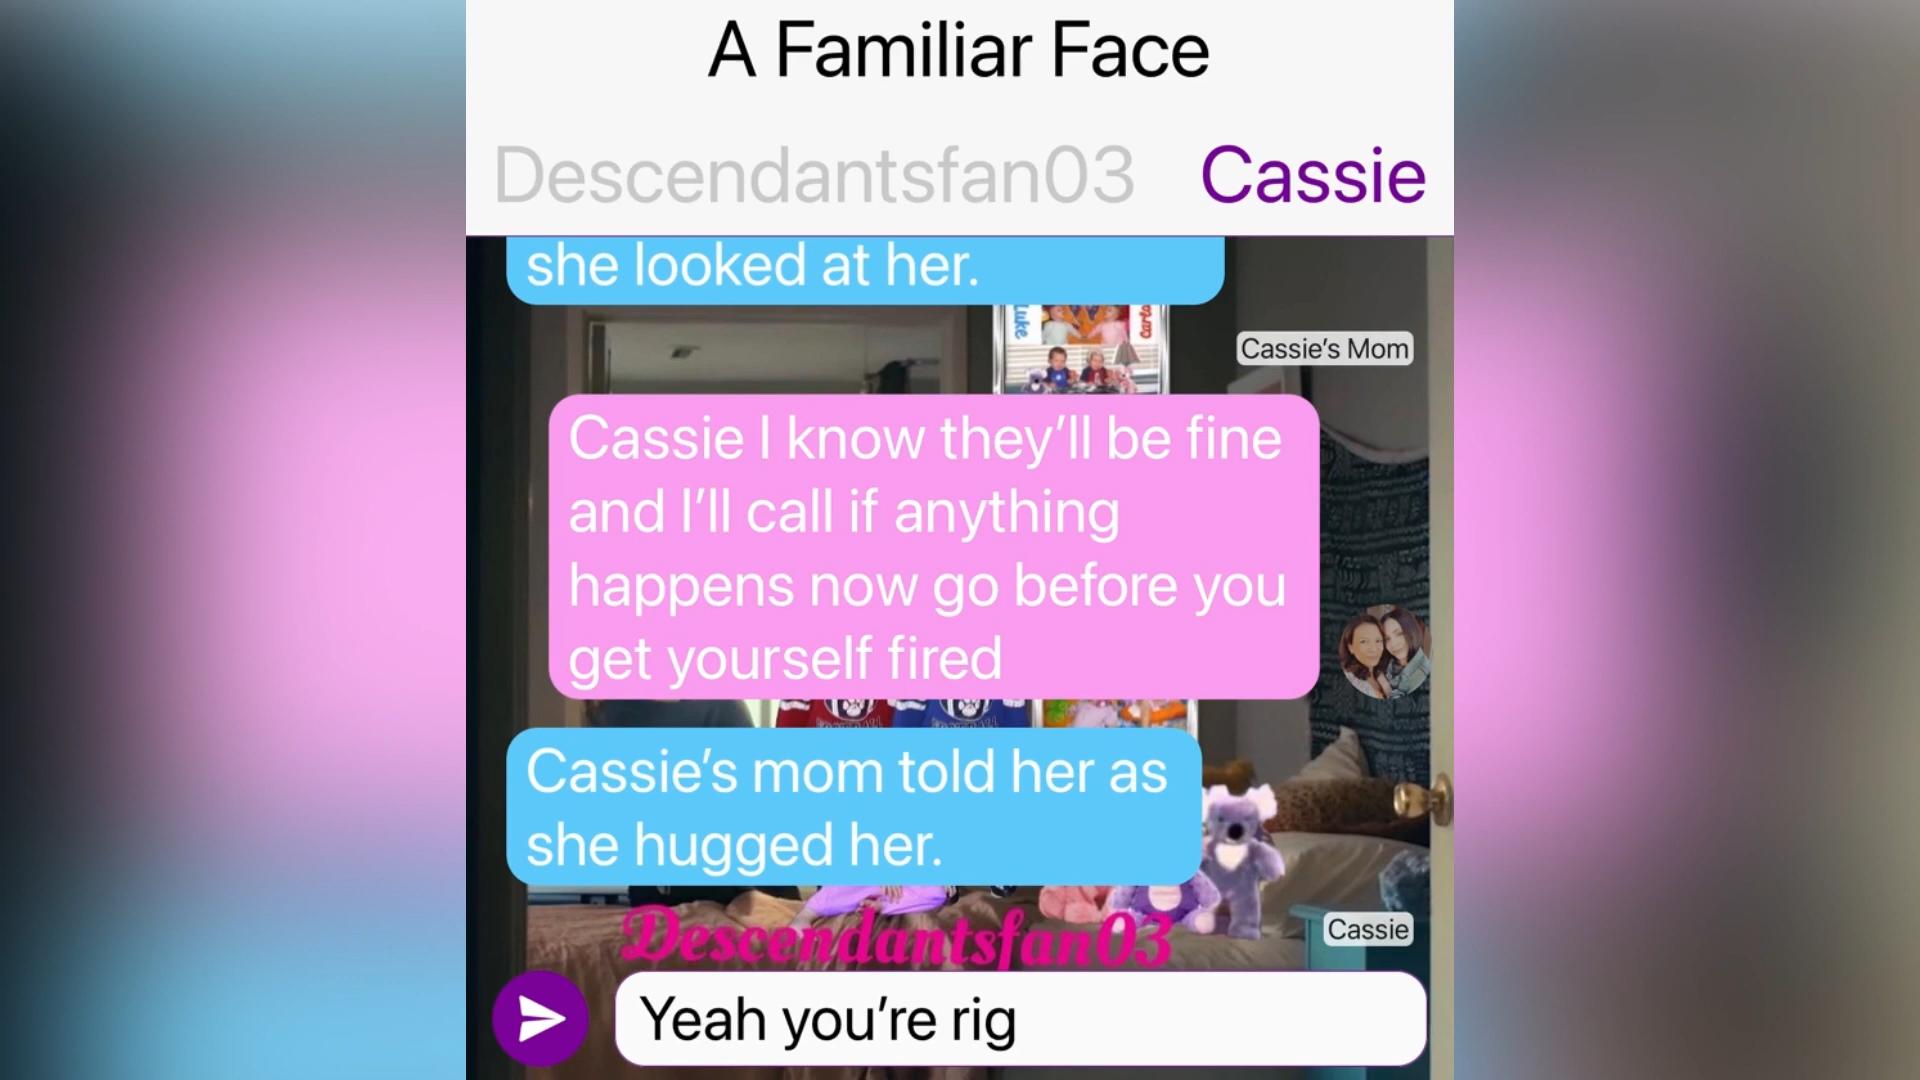 A Familiar Face
Descendantsfan03 Cassie
she looked at her.
Luke
Carla
Cassie's Mom
Cassie I know they'll be fine
and I'll call if anything
happens now go before you
get yourself fired
Cassie's mom told her as
she hugged her.
Descendantsfan03
Cassie
Yeah you're rig